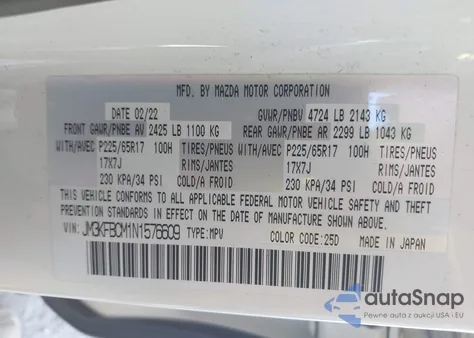 MFD. BY MAZDA MOTOR CORPORATION
DATE 02/22 GVWR/PNBV 4724 LB 2143 KG
FRONT GAWR/PNBE AV 2425 LB 1100 KG REAR GAWR/PNBE AR 2299 LB 1043 KG
WITH/AVEC P225/65R17 100H TIRES/PNEUS WITH/AVEC P225/65R17 100H TIRES/PNEUS
17X7J RIMS/JANTES 17X7J RIMS/JANTES
230 KPA/34 PSI COLD/A FROID 230 KPA/34 PSI COLD/A FROID
THIS VEHICLE CONFORMS TO ALL APPLICABLE FEDERAL MOTOR VEHICLE SAFETY AND THEFT
PREVENTION STANDARDS IN EFFECT ON THE DATE OF MANUFACTURE SHOWN ABOVE.
VIN: JM3KFBCM1N1576609 TYPE:MPV COLOR CODE:25D MADE IN JAPAN
autoSnap
Pewne auta z aukcji USA i EU